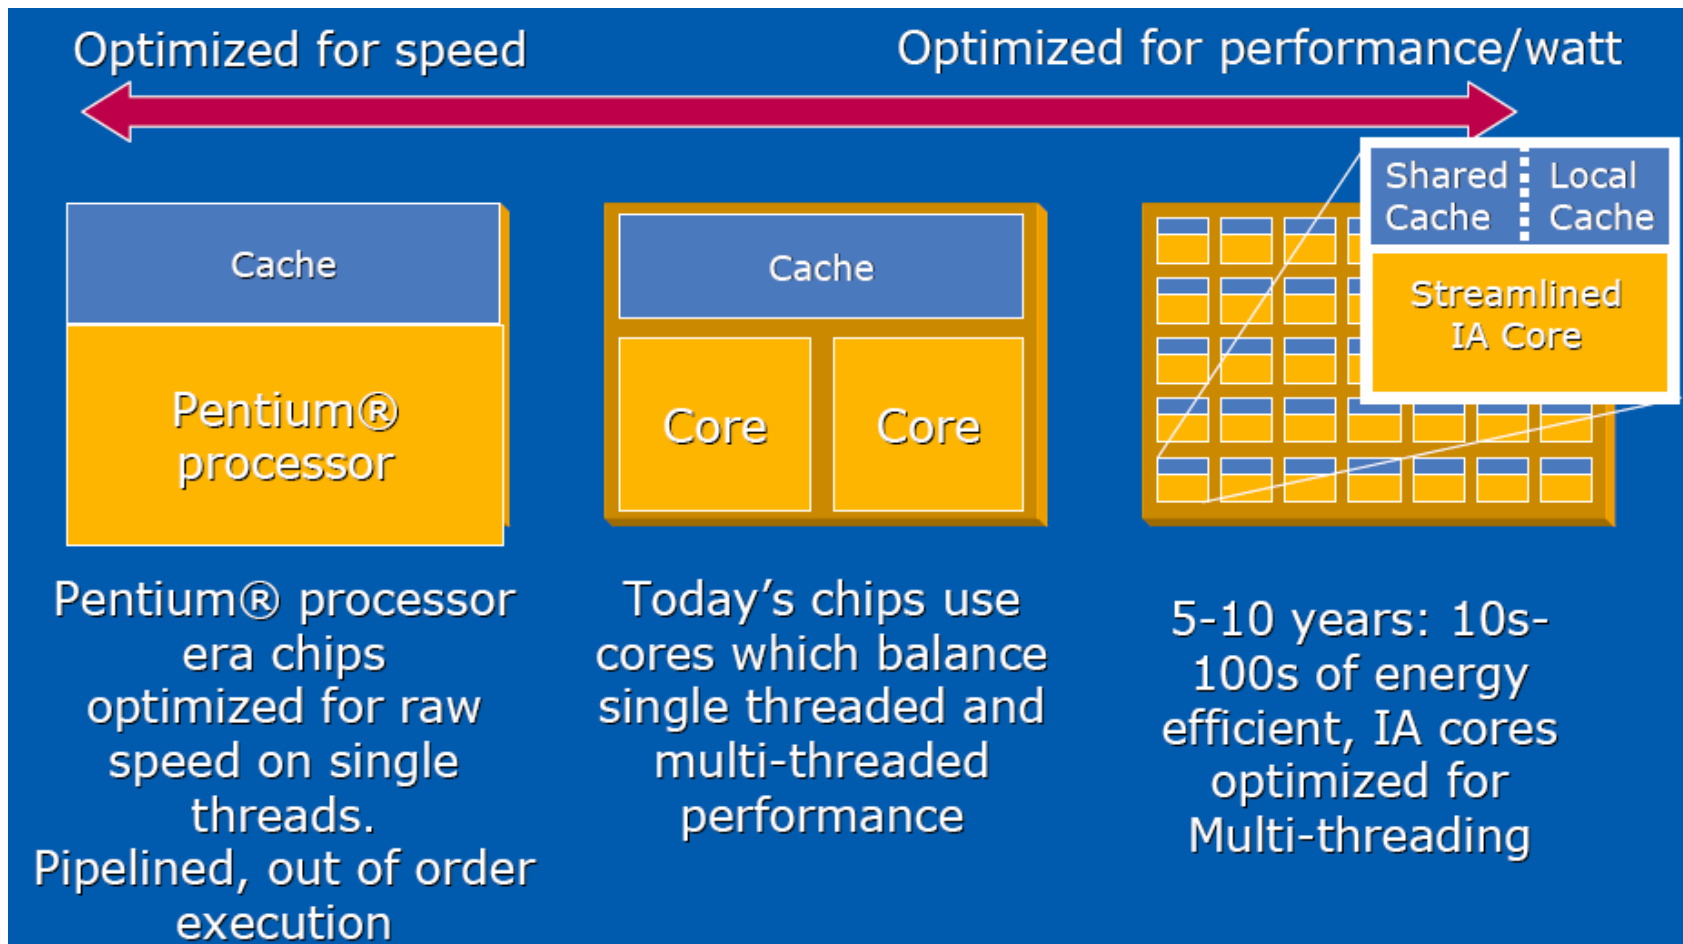 Optimized for speed
Optimized for performance/watt
Cache
Pentium®
processor
Cache
Core
Core
Shared
Cache
Local
Cache
Streamlined
IA Core
Pentium® processor
era chips
optimized for raw
speed on single
threads.
Pipelined, out of order
execution
Today’s chips use
cores which balance
single threaded and
multi-threaded
performance
5-10 years: 10s-
100s of energy
efficient, IA cores
optimized for
Multi-threading